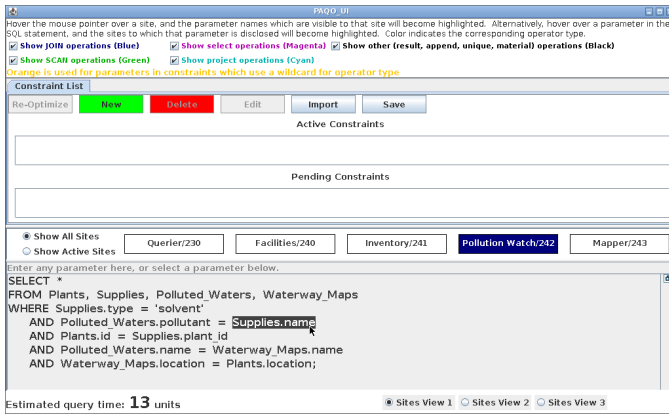 PAQO_UI
Hover the mouse pointer over a site, and the parameter names which are visible to that site will become highlighted. Alternatively, hover over a parameter in the
SQL statement, and the sites to which that parameter is disclosed will become highlighted. Color indicates the corresponding operator type.
Show JOIN operations (Blue) Show select operations (Magenta) Show other (result, append, unique, material) operations (Black)
Show SCAN operations (Green) Show project operations (Cyan)
Orange is used for parameters in constraints which use a wildcard for operator type
Constraint List
Re-Optimize New Delete Edit Import Save
Active Constraints
Pending Constraints
Show All Sites
Show Active Sites
Querier/230 Facilities/240 Inventory/241 Pollution Watch/242 Mapper/243
Enter any parameter here, or select a parameter below.
SELECT *
FROM Plants, Supplies, Polluted_Waters, Waterway_Maps
WHERE Supplies.type = 'solvent'
AND Polluted_Waters.pollutant = Supplies.name
AND Plants.id = Supplies.plant_id
AND Polluted_Waters.name = Waterway_Maps.name
AND Waterway_Maps.location = Plants.location;
Estimated query time: 13 units
Sites View 1 Sites View 2 Sites View 3